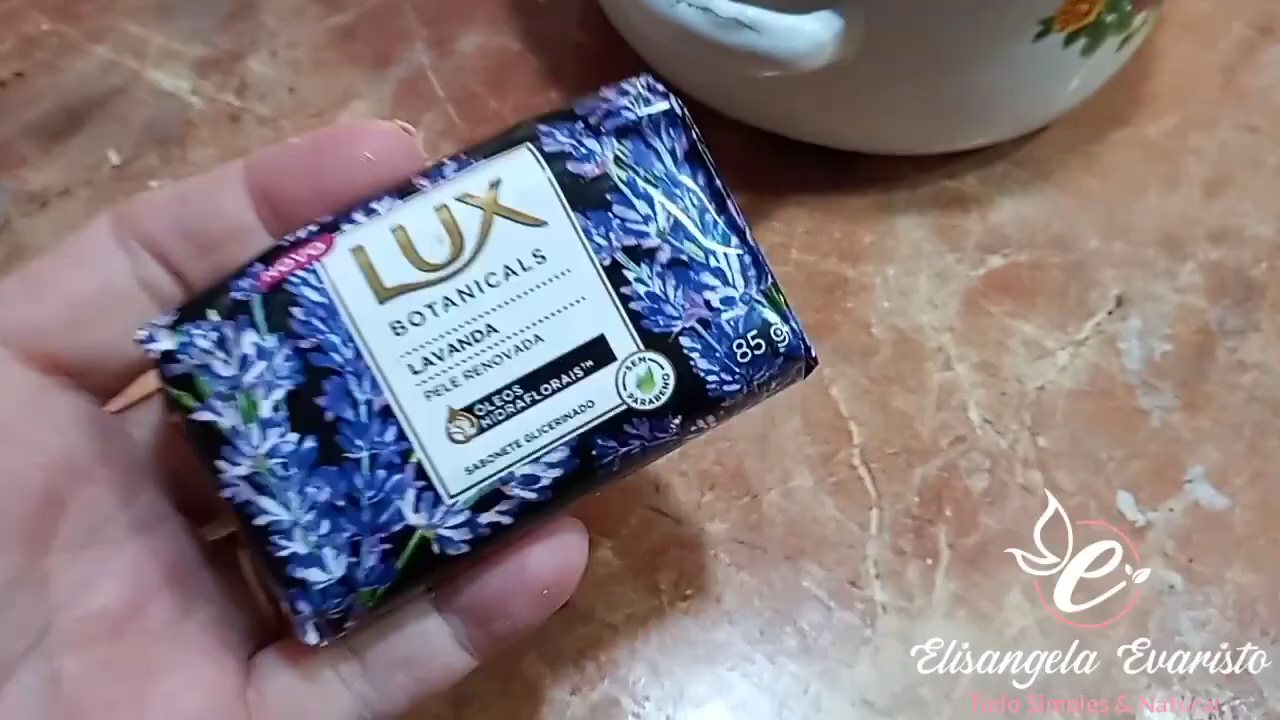 NOVO
LUX
BOTANICALS
LAVANDA
PELE RENOVADA
ÓLEOS
HIDRAFLORAIS™
SABONETE GLICERINADO
SEM
PARABENO
85 g
e
Elisangela Evaristo
Tudo Simples & Natural